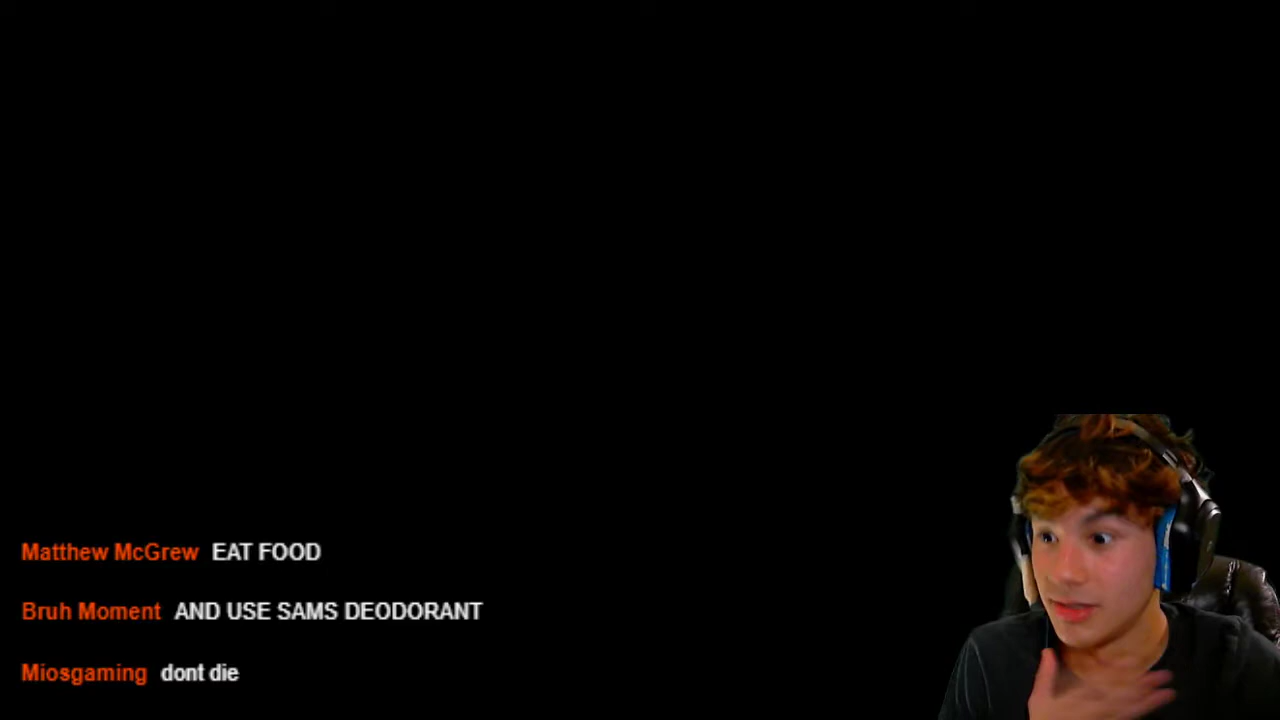 Matthew McGrew EAT FOOD
Bruh Moment AND USE SAMS DEODORANT
Miosgaming dont die